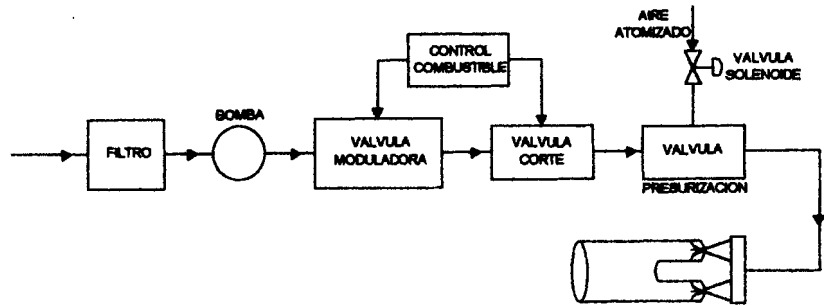 AIRE
ATOMIZADO
CONTROL
COMBUSTIBLE
VALVULA
SOLENOIDE
BOMBA
FILTRO
VALVULA
MODULADORA
VALVULA
CORTE
VALVULA
PRESURIZACION